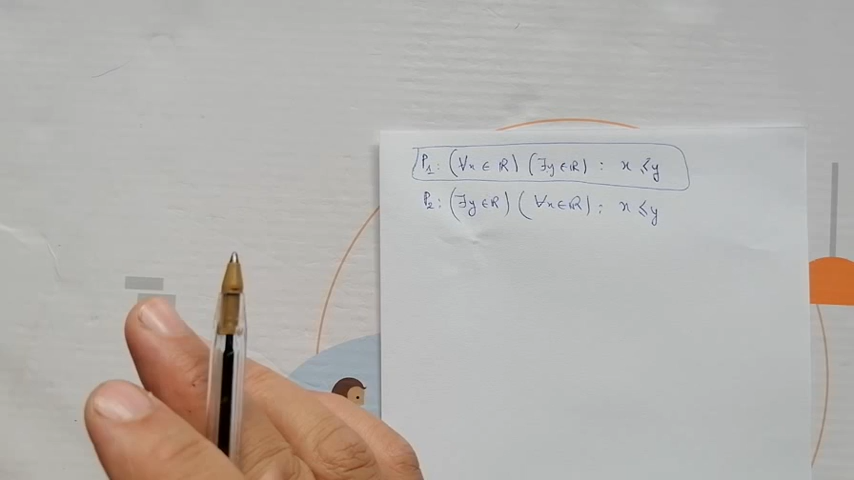 P₁: (∀x ∈ ℝ) (∃y ∈ ℝ) : x ⩽ y
P₂: (∃y ∈ ℝ) (∀x ∈ ℝ) : x ⩽ y